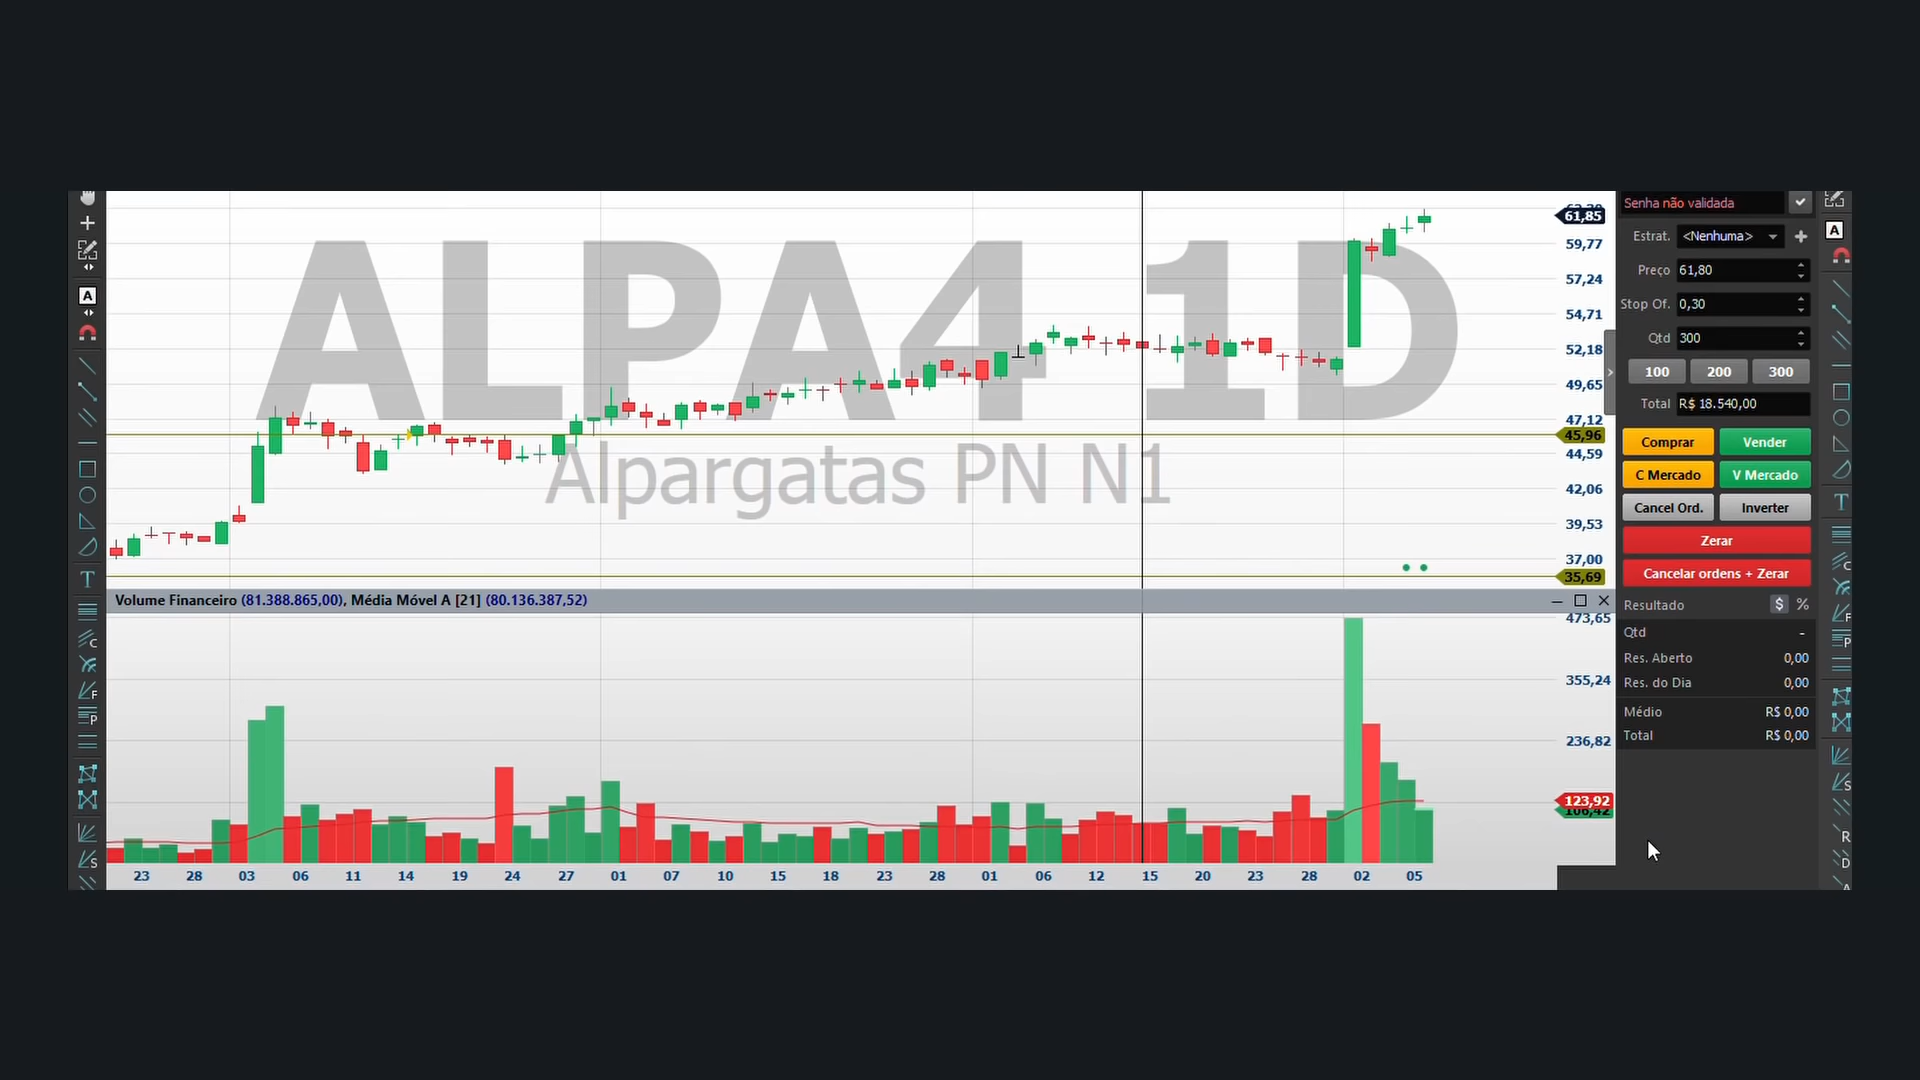 ALPA4 1D
Alpargatas PN N1
61,85
59,77
57,24
54,71
52,18
49,65
47,12
45,96
44,59
42,06
39,53
37,00
35,69
Volume Financeiro (81.388.865,00), Média Móvel A [21] (80.136.387,52)
473,65
355,24
236,82
123,92
106,42
23 28 03 06 11 14 19 24 27 01 07 10 15 18 23 28 01 06 12 15 20 23 28 02 05
Senha não validada
Estrat. <Nenhuma>
Preço 61,80
Stop Of. 0,30
Qtd 300
100 200 300
Total R$ 18.540,00
Comprar Vender
C Mercado V Mercado
Cancel Ord. Inverter
Zerar
Cancelar ordens + Zerar
Resultado $ %
Qtd -
Res. Aberto 0,00
Res. do Dia 0,00
Médio R$ 0,00
Total R$ 0,00
A
T
C
F
P
S
A
T
C
F
P
S
R
D